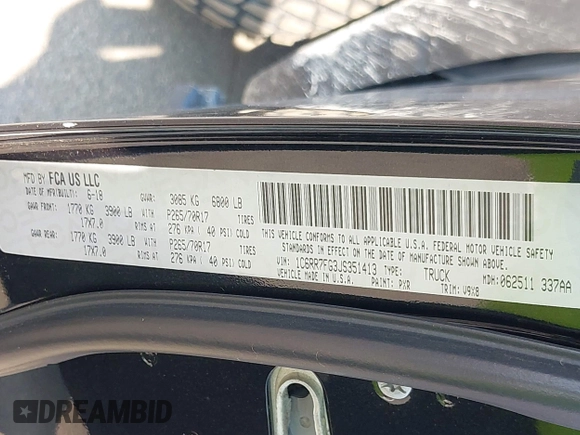 MFD BY FCA US LLC
DATE OF MFR(BUILT): 6-18 GVWR: 3085 KG 6800 LB
GAWR FRONT: 1770 KG 3900 LB WITH P265/70R17 TIRES
17X7.0 RIMS AT 276 KPA( 40 PSI) COLD
GAWR REAR: 1770 KG 3900 LB WITH P265/70R17 TIRES
17X7.0 RIMS AT 276 KPA( 40 PSI) COLD
THIS VEHICLE CONFORMS TO ALL APPLICABLE U.S.A. FEDERAL MOTOR VEHICLE SAFETY
STANDARDS IN EFFECT ON THE DATE OF MANUFACTURE SHOWN ABOVE.
VIN: 1C6RR7FG3JS351413 TYPE: TRUCK MDH: 062511 337AA
VEHICLE MADE IN U.S.A. PAINT: PXR TRIM: V9X8
DREAMBID